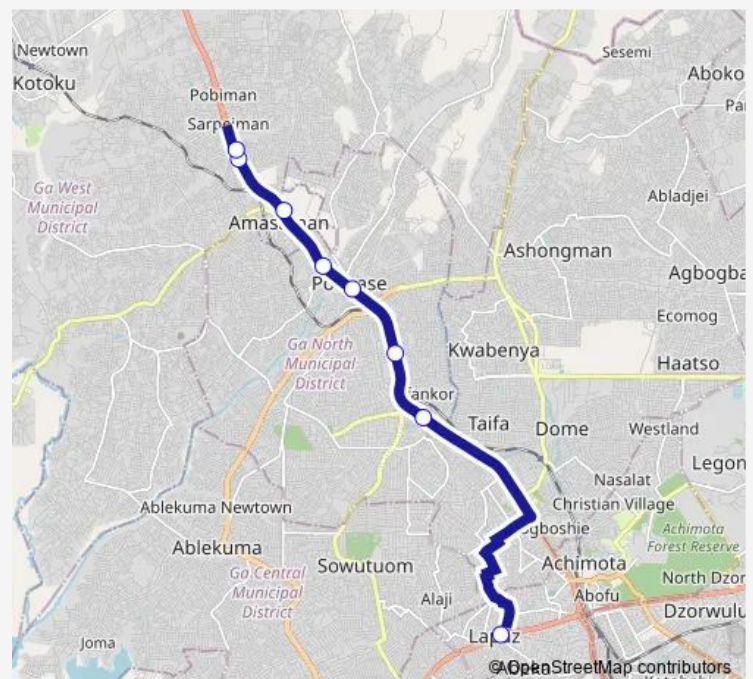 Newtown
Kotoku
Sesemi
Aboko
Pobiman
Ga West
Municipal
District
Abladjei
Ashongman
Agbogba
Ecomog
Ga North
Municipal
District
Kwabenya
Haatso
Taifa
Dome
Westland
Legon
Nasalat
Ablekuma Newtown
Christian Village
Achimota
Forest Reserve
Ablekuma
Sowutuom
Achimota
Ga Central
Municipal
District
North Dzor
Alaji
Abofu
Dzorwulu
Joma
© OpenStreetMap contributors